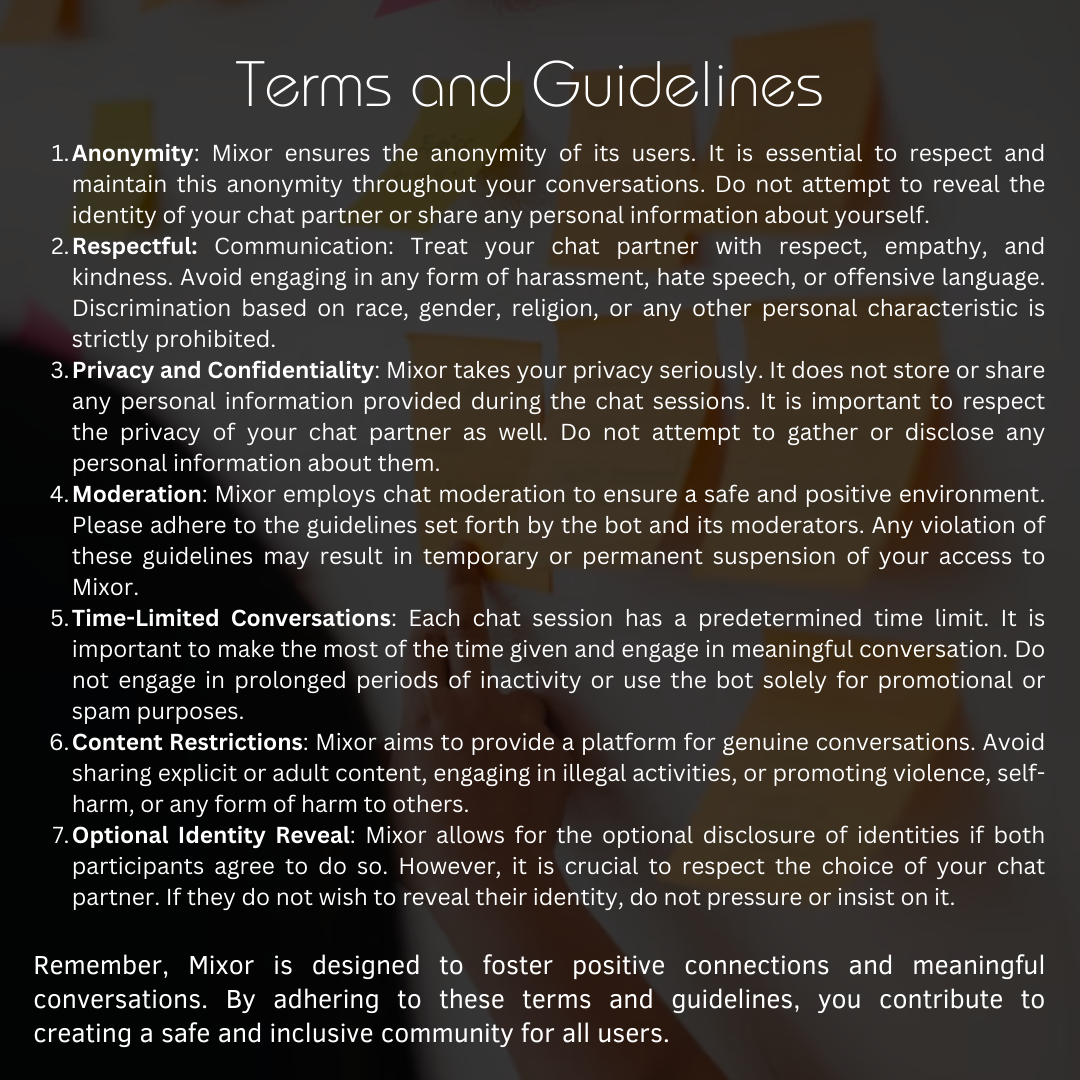 Terms and Guidelines
1. Anonymity: Mixor ensures the anonymity of its users. It is essential to respect and
maintain this anonymity throughout your conversations. Do not attempt to reveal the
identity of your chat partner or share any personal information about yourself.
2. Respectful: Communication: Treat your chat partner with respect, empathy, and
kindness. Avoid engaging in any form of harassment, hate speech, or offensive language.
Discrimination based on race, gender, religion, or any other personal characteristic is
strictly prohibited.
3. Privacy and Confidentiality: Mixor takes your privacy seriously. It does not store or share
any personal information provided during the chat sessions. It is important to respect
the privacy of your chat partner as well. Do not attempt to gather or disclose any
personal information about them.
4. Moderation: Mixor employs chat moderation to ensure a safe and positive environment.
Please adhere to the guidelines set forth by the bot and its moderators. Any violation of
these guidelines may result in temporary or permanent suspension of your access to
Mixor.
5. Time-Limited Conversations: Each chat session has a predetermined time limit. It is
important to make the most of the time given and engage in meaningful conversation. Do
not engage in prolonged periods of inactivity or use the bot solely for promotional or
spam purposes.
6. Content Restrictions: Mixor aims to provide a platform for genuine conversations. Avoid
sharing explicit or adult content, engaging in illegal activities, or promoting violence, self-
harm, or any form of harm to others.
7. Optional Identity Reveal: Mixor allows for the optional disclosure of identities if both
participants agree to do so. However, it is crucial to respect the choice of your chat
partner. If they do not wish to reveal their identity, do not pressure or insist on it.
Remember, Mixor is designed to foster positive connections and meaningful
conversations. By adhering to these terms and guidelines, you contribute to
creating a safe and inclusive community for all users.